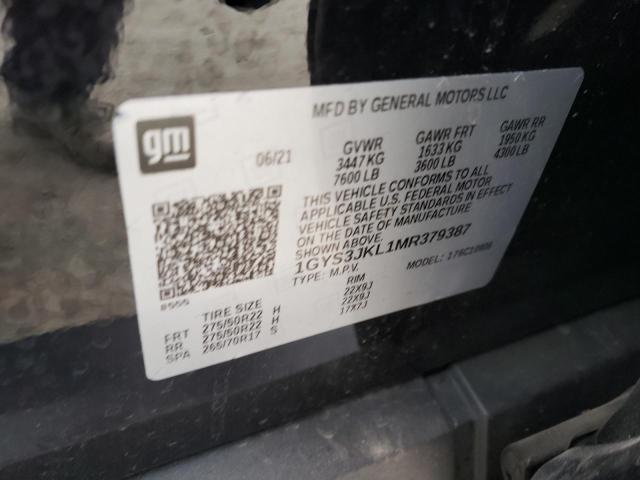 MFD BY GENERAL MOTORS LLC
gm
06/21
GVWR GAWR FRT GAWR RR
3447 KG 1633 KG 1950 KG
7600 LB 3600 LB 4300 LB
THIS VEHICLE CONFORMS TO ALL
APPLICABLE U.S. FEDERAL MOTOR
VEHICLE SAFETY STANDARDS IN EFFECT
ON THE DATE OF MANUFACTURE
SHOWN ABOVE.
1GYS3JKL1MR379387
TYPE: M.P.V. MODEL:
#555
TIRE SIZE RIM
FRT 275/50R22 H 22X9J
RR 275/50R22 H 22X9J
SPA 265/70R17 S 17X7J